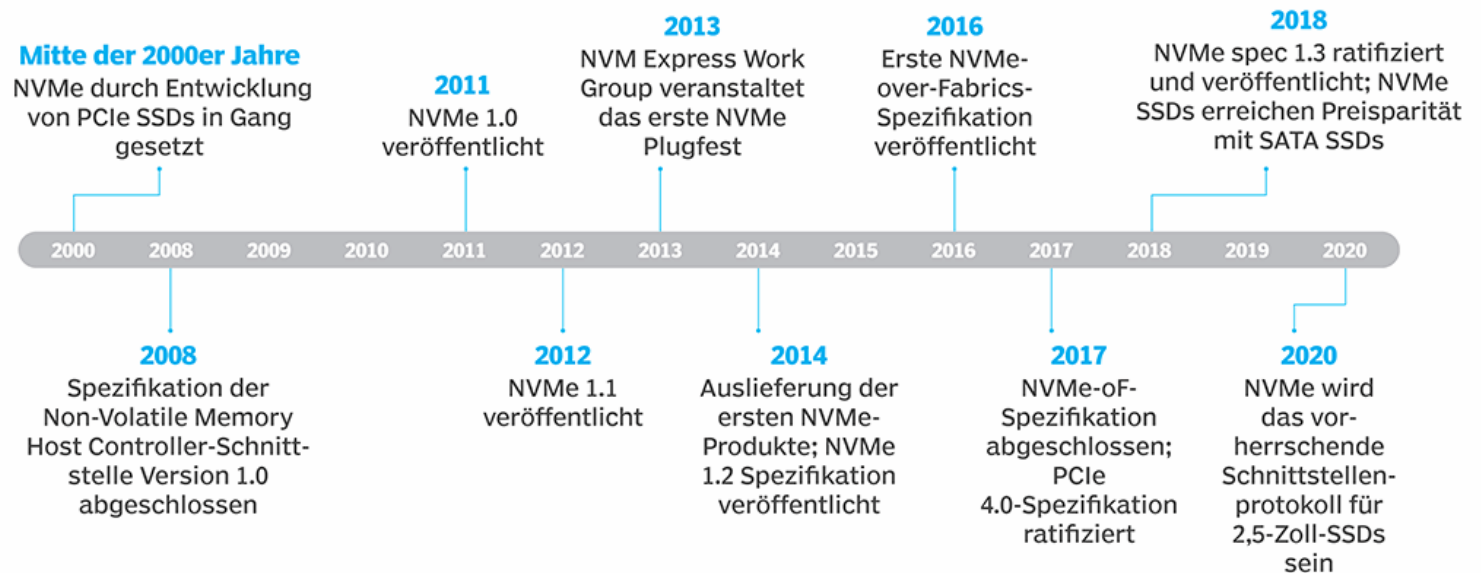 Mitte der 2000er Jahre
NVMe durch Entwicklung
von PCIe SSDs in Gang
gesetzt
2011
NVMe 1.0
veröffentlicht
2013
NVM Express Work
Group veranstaltet
das erste NVMe
Plugfest
2016
Erste NVMe-
over-Fabrics-
Spezifikation
veröffentlicht
2018
NVMe spec 1.3 ratifiziert
und veröffentlicht; NVMe
SSDs erreichen Preisparität
mit SATA SSDs
2000 2008 2009 2010 2011 2012 2013 2014 2015 2016 2017 2018 2019 2020
2008
Spezifikation der
Non-Volatile Memory
Host Controller-Schnitt-
stelle Version 1.0
abgeschlossen
2012
NVMe 1.1
veröffentlicht
2014
Auslieferung der
ersten NVMe-
Produkte; NVMe
1.2 Spezifikation
veröffentlicht
2017
NVMe-oF-
Spezifikation
abgeschlossen;
PCIe
4.0-Spezifikation
ratifiziert
2020
NVMe wird
das vor-
herrschende
Schnittstellen-
protokoll für
2,5-Zoll-SSDs
sein